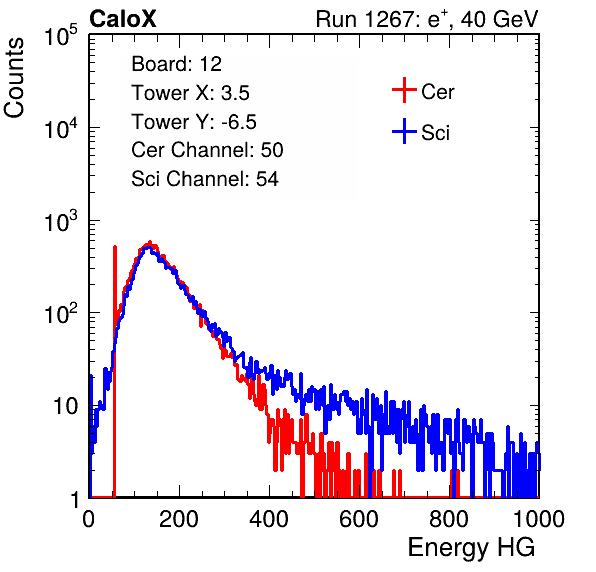 CaloX Run 1267: e⁺, 40 GeV
Counts
Board: 12
Tower X: 3.5
Tower Y: -6.5
Cer Channel: 50
Sci Channel: 54
Cer
Sci
10⁵
10⁴
10³
10²
10
1
0 200 400 600 800 1000
Energy HG